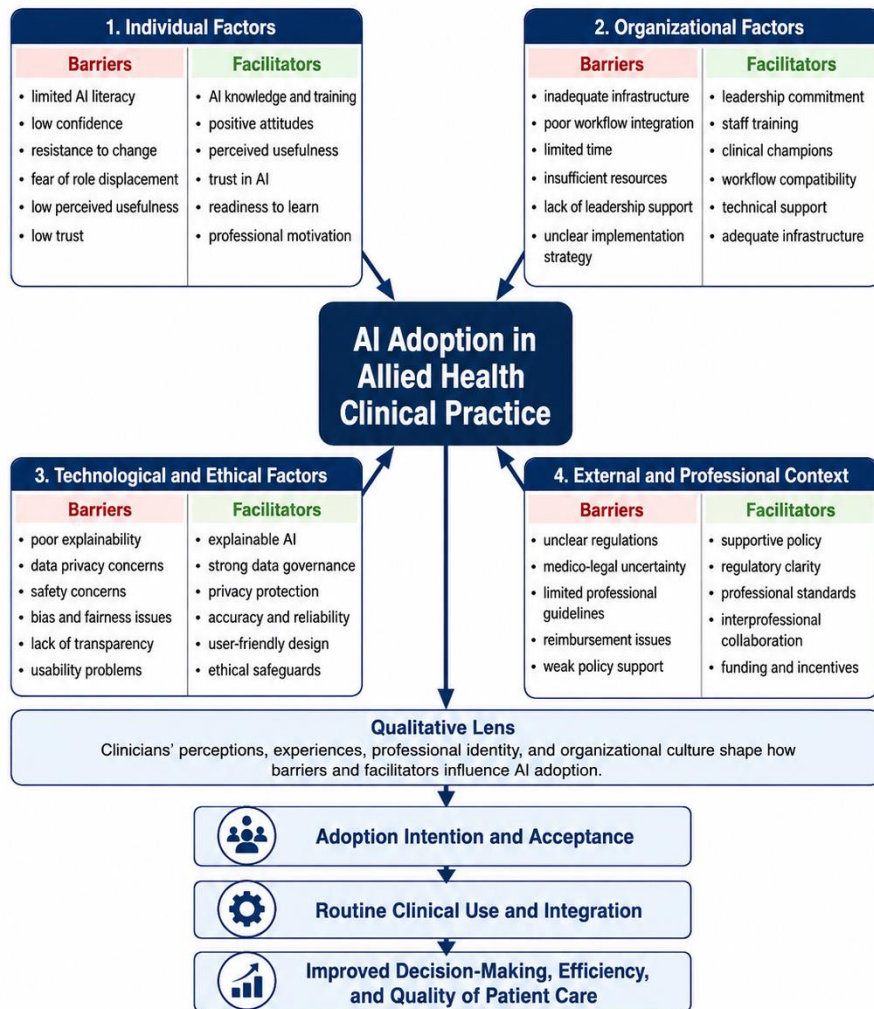 1. Individual Factors
Barriers
Facilitators
• limited AI literacy
• low confidence
• resistance to change
• fear of role displacement
• low perceived usefulness
• low trust
• AI knowledge and training
• positive attitudes
• perceived usefulness
• trust in AI
• readiness to learn
• professional motivation
2. Organizational Factors
Barriers
Facilitators
• inadequate infrastructure
• poor workflow integration
• limited time
• insufficient resources
• lack of leadership support
• unclear implementation
strategy
• leadership commitment
• staff training
• clinical champions
• workflow compatibility
• technical support
• adequate infrastructure
AI Adoption in
Allied Health
Clinical Practice
3. Technological and Ethical Factors
Barriers
Facilitators
• poor explainability
• data privacy concerns
• safety concerns
• bias and fairness issues
• lack of transparency
• usability problems
• explainable AI
• strong data governance
• privacy protection
• accuracy and reliability
• user-friendly design
• ethical safeguards
4. External and Professional Context
Barriers
Facilitators
• unclear regulations
• medico-legal uncertainty
• limited professional
guidelines
• reimbursement issues
• weak policy support
• supportive policy
• regulatory clarity
• professional standards
• interprofessional
collaboration
• funding and incentives
Qualitative Lens
Clinicians' perceptions, experiences, professional identity, and organizational culture shape how
barriers and facilitators influence AI adoption.
Adoption Intention and Acceptance
Routine Clinical Use and Integration
Improved Decision-Making, Efficiency,
and Quality of Patient Care